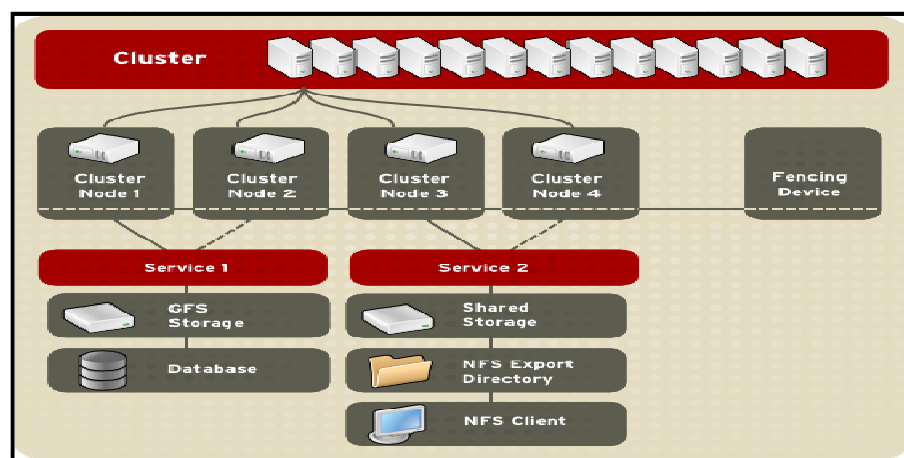 Cluster
Cluster
Node 1
Cluster
Node 2
Cluster
Node 3
Cluster
Node 4
Fencing
Device
Service 1
Service 2
GFS
Storage
Shared
Storage
Database
NFS Export
Directory
NFS Client